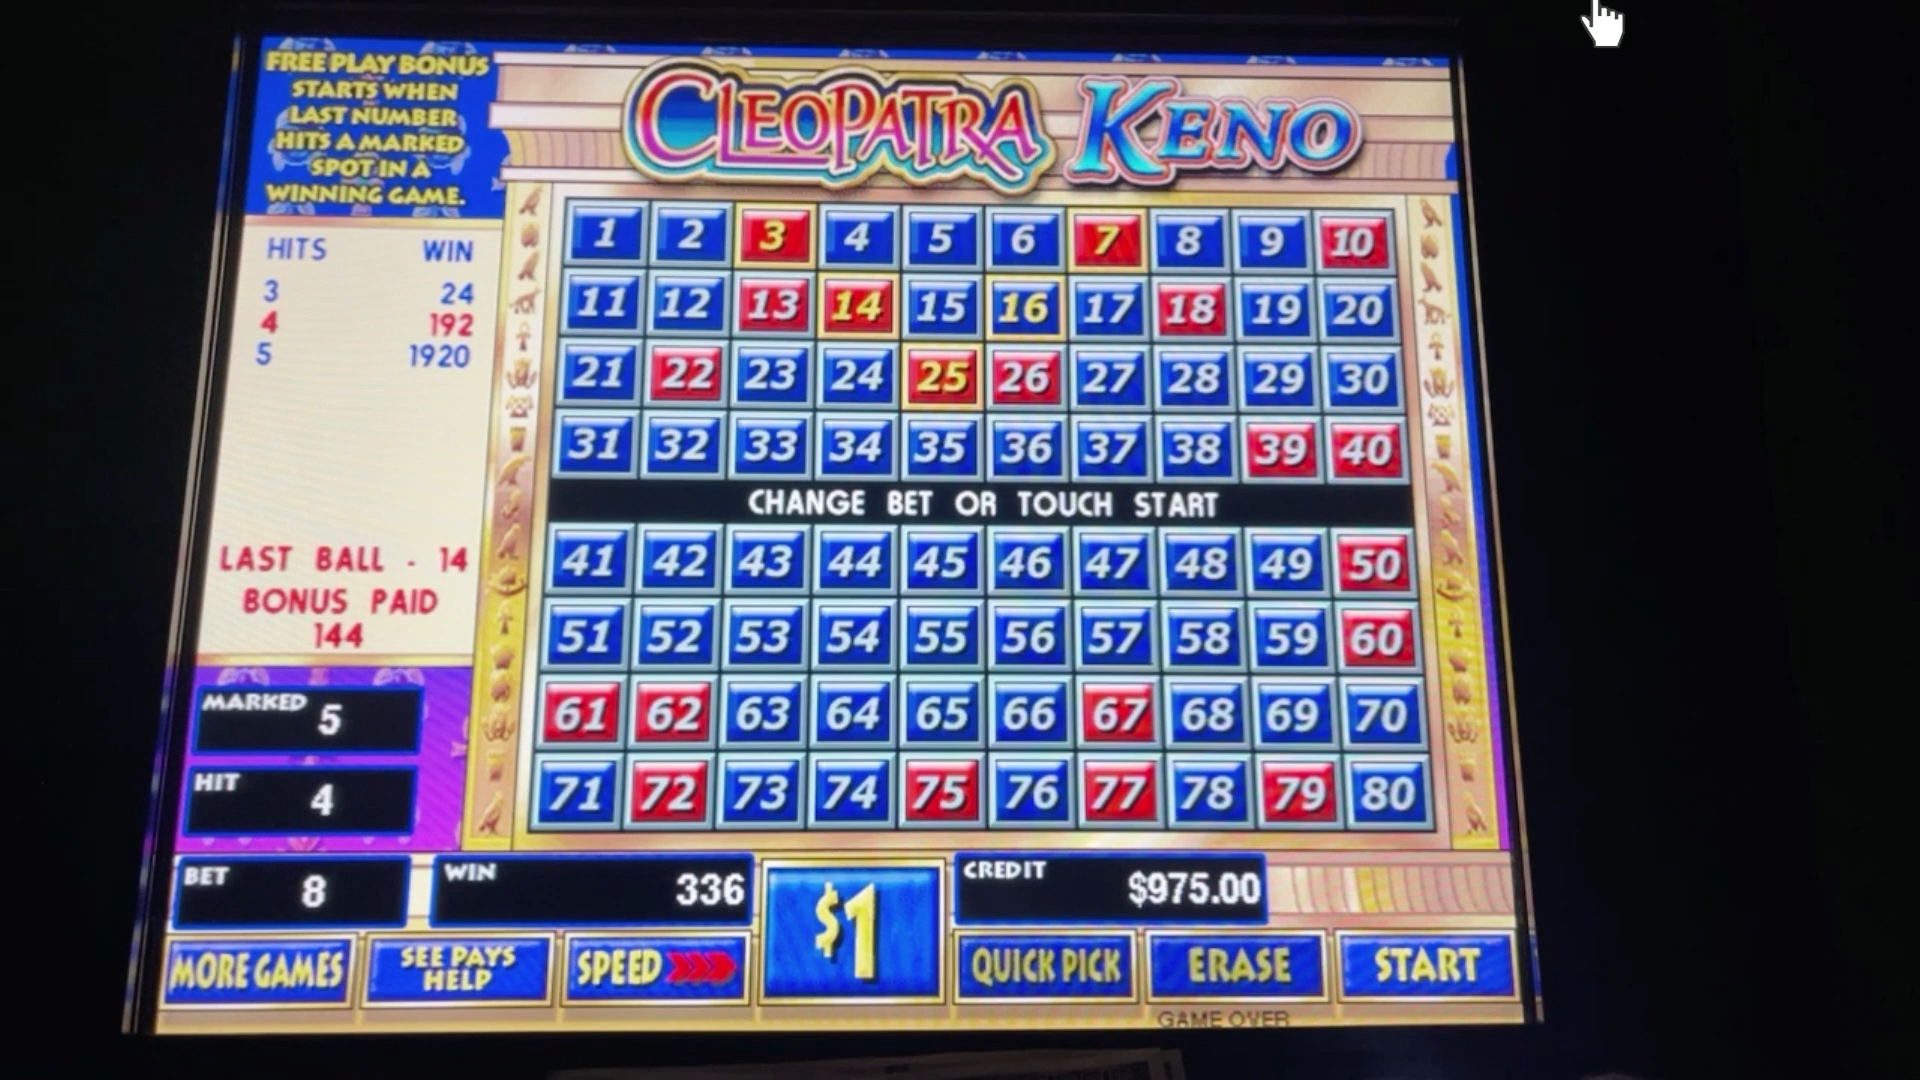 FREE PLAY BONUS
STARTS WHEN
LAST NUMBER
HITS A MARKED
SPOT IN A
WINNING GAME.
CLEOPATRA KENO
HITS WIN
3 24
4 192
5 1920
1 2 3 4 5 6 7 8 9 10
11 12 13 14 15 16 17 18 19 20
21 22 23 24 25 26 27 28 29 30
31 32 33 34 35 36 37 38 39 40
CHANGE BET OR TOUCH START
41 42 43 44 45 46 47 48 49 50
51 52 53 54 55 56 57 58 59 60
61 62 63 64 65 66 67 68 69 70
71 72 73 74 75 76 77 78 79 80
LAST BALL - 14
BONUS PAID
144
MARKED 5
HIT 4
BET 8
WIN 336
$1
CREDIT $975.00
MORE GAMES
SEE PAYS
HELP
SPEED
QUICK PICK
ERASE
START
GAME OVER